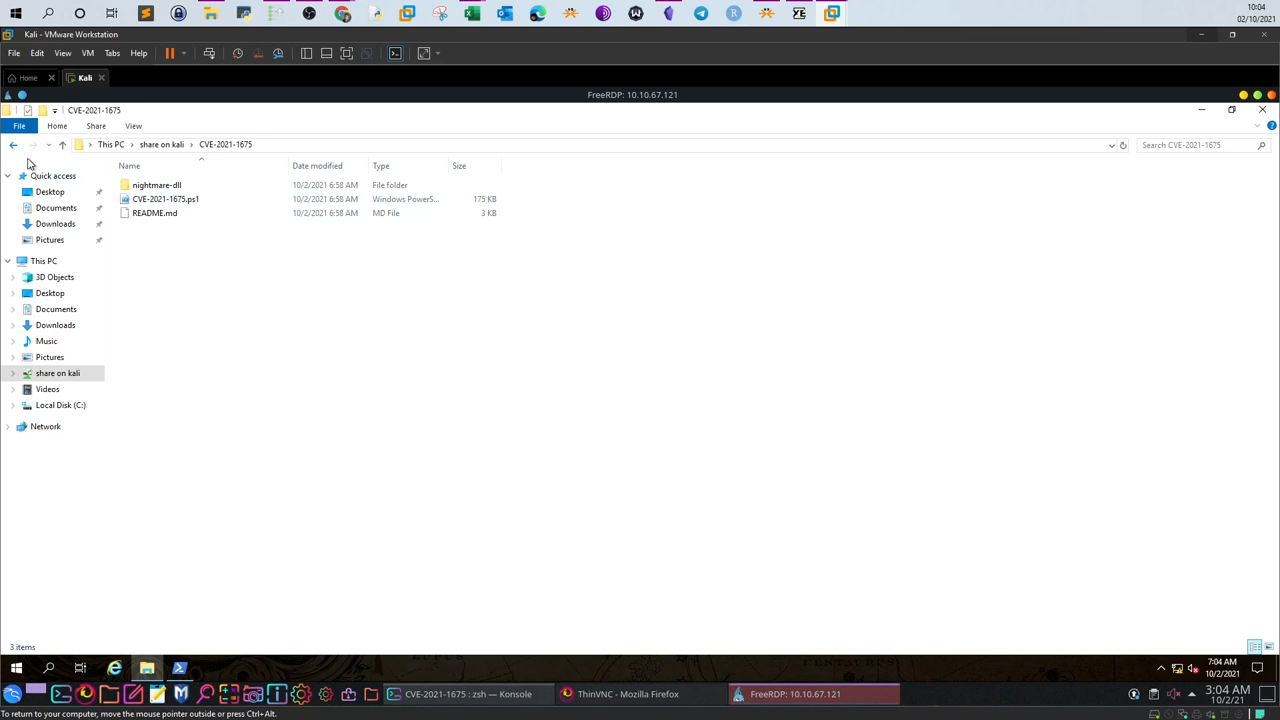 10:04
02/10/2021
Kali - VMware Workstation
File Edit View VM Tabs Help
Home Kali
FreeRDP: 10.10.67.121
CVE-2021-1675
File Home Share View
This PC share on kali CVE-2021-1675
Search CVE-2021-1675
Name Date modified Type Size
Quick access
nightmare-dll 10/2/2021 6:58 AM File folder
Desktop
CVE-2021-1675.ps1 10/2/2021 6:58 AM Windows PowerS... 175 KB
Documents
README.md 10/2/2021 6:58 AM MD File 3 KB
Downloads
Pictures
This PC
3D Objects
Desktop
Documents
Downloads
Music
Pictures
share on kali
Videos
Local Disk (C:)
Network
3 items
7:04 AM
10/2/2021
CVE-2021-1675 : zsh — Konsole
ThinVNC - Mozilla Firefox
FreeRDP: 10.10.67.121
3:04 AM
10/2/21
To return to your computer, move the mouse pointer outside or press Ctrl+Alt.